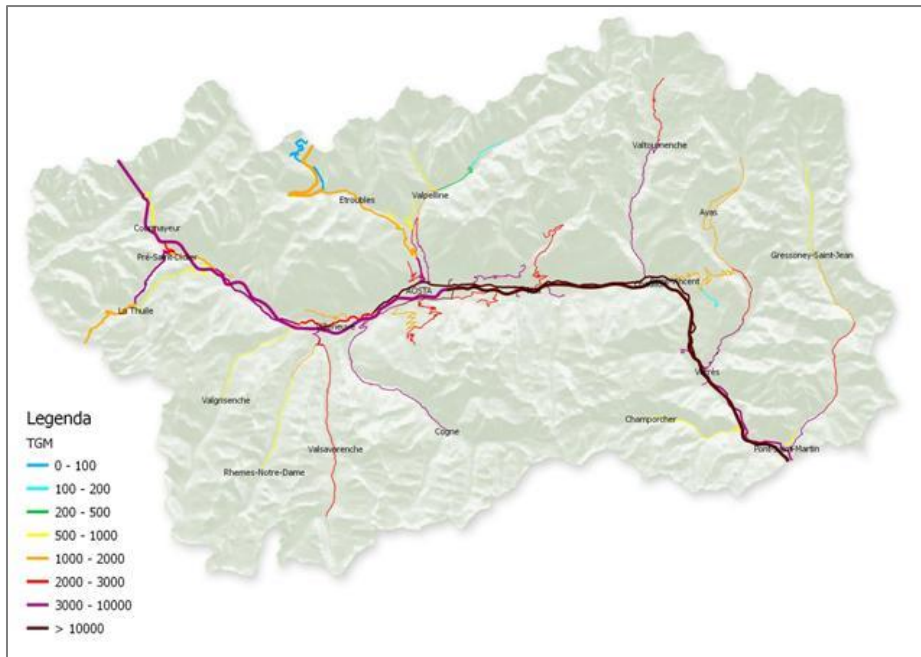 Valtournenche
Valpelline
Etroubles
Ayas
Courmayeur
Pré-Saint-Didier
Gressoney-Saint-Jean
AOSTA
La Thuile
Verrès
Valgrisenche
Champorcher
Cogne
Valsavarenche
Pont-Saint-Martin
Rhemes-Notre-Dame
Legenda
TGM
0 - 100
100 - 200
200 - 500
500 - 1000
1000 - 2000
2000 - 3000
3000 - 10000
> 10000